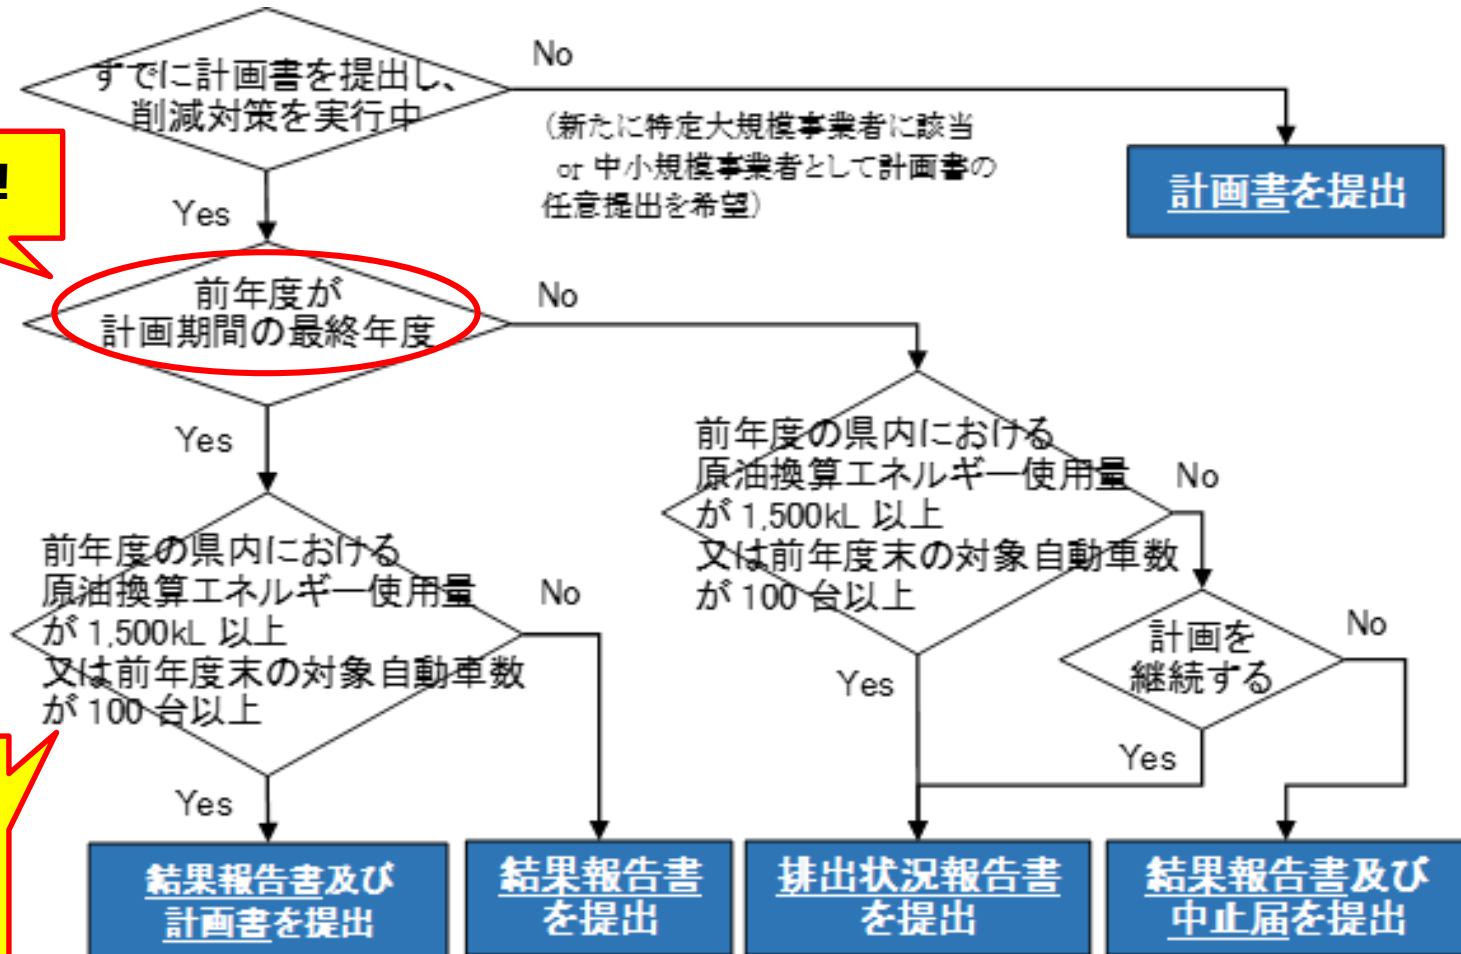 すでに計画書を提出し、
削減対策を実行中
No
(新たに特定大規模事業者に該当
or 中小規模事業者として計画書の
任意提出を希望)
計画書を提出
!
Yes
前年度が
計画期間の最終年度
No
Yes
前年度の県内における
原油換算エネルギー使用量
が 1,500kL 以上
又は前年度末の対象自動車数
が 100 台以上
No
計画を
継続する
No
Yes
Yes
前年度の県内における
原油換算エネルギー使用量
が 1,500kL 以上
又は前年度末の対象自動車数
が 100 台以上
No
Yes
結果報告書及び
計画書を提出
結果報告書
を提出
排出状況報告書
を提出
結果報告書及び
中止届を提出